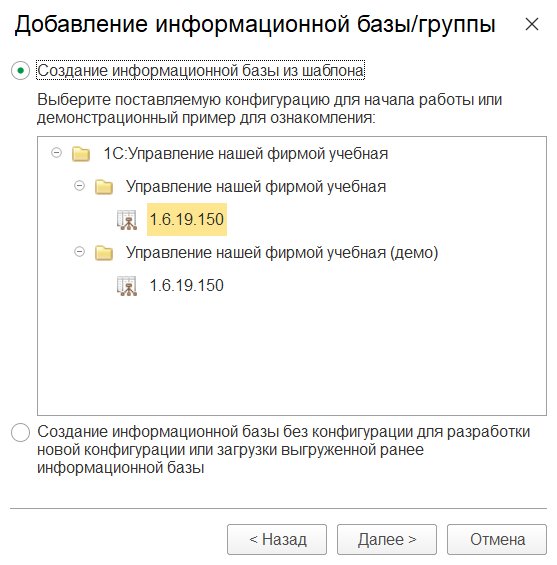 Добавление информационной базы/группы
Создание информационной базы из шаблона
Выберите поставляемую конфигурацию для начала работы или
демонстрационный пример для ознакомления:
1С:Управление нашей фирмой учебная
Управление нашей фирмой учебная
1.6.19.150
Управление нашей фирмой учебная (демо)
1.6.19.150
Создание информационной базы без конфигурации для разработки
новой конфигурации или загрузки выгруженной ранее
информационной базы
< Назад
Далее >
Отмена